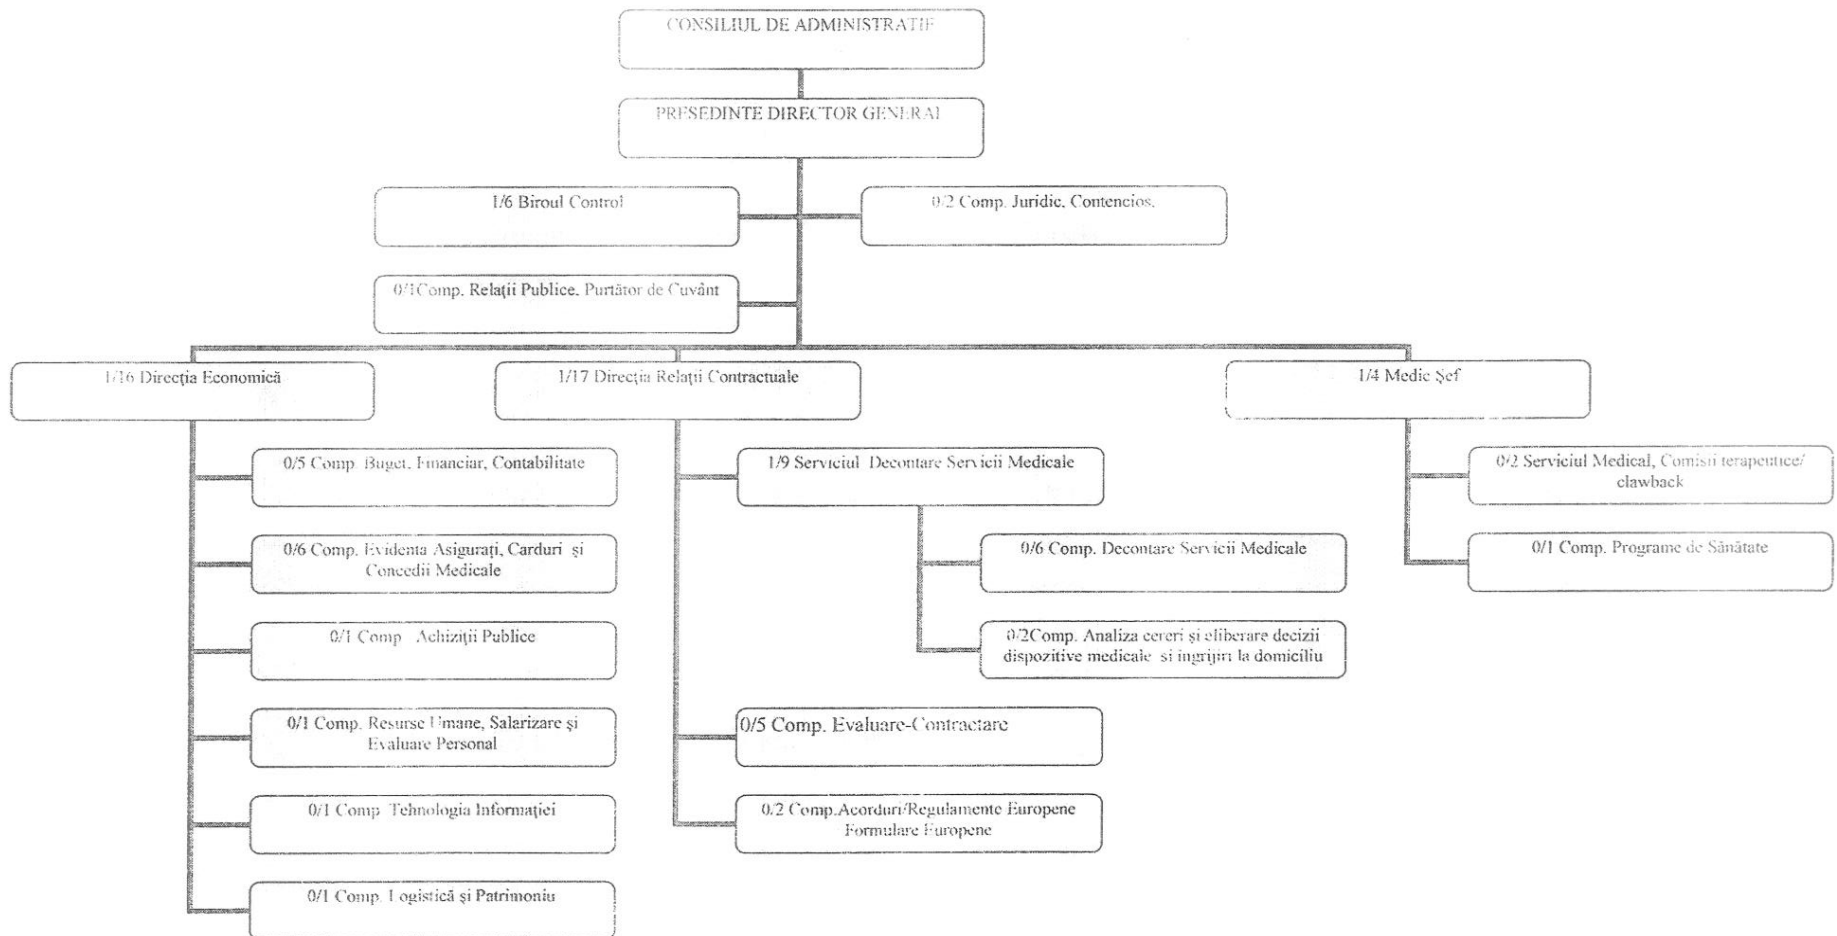 CONSILIUL DE ADMINISTRATIE
PRESEDINTE DIRECTOR GENERAL
1/6 Biroul Control
0/2 Comp. Juridic, Contencios,
0/1Comp. Relaţii Publice, Purtător de Cuvânt
1/16 Direcţia Economică
1/17 Direcţia Relaţii Contractuale
1/4 Medic Şef
0/5 Comp. Buget, Financiar, Contabilitate
1/9 Serviciul Decontare Servicii Medicale
0/2 Serviciul Medical, Comisii terapeutice/
clawback
0/6 Comp. Evidenta Asiguraţi, Carduri şi
Concedii Medicale
0/6 Comp. Decontare Servicii Medicale
0/1 Comp. Programe de Sănătate
0/1 Comp. Achiziţii Publice
0/2Comp. Analiza cereri şi eliberare decizii
dispozitive medicale si ingrijiri la domiciliu
0/1 Comp. Resurse Umane, Salarizare şi
Evaluare Personal
0/5 Comp. Evaluare-Contractare
0/1 Comp Tehnologia Informaţiei
0/2 Comp.Acorduri/Regulamente Europene
Formulare Europene
0/1 Comp. Logistică şi Patrimoniu